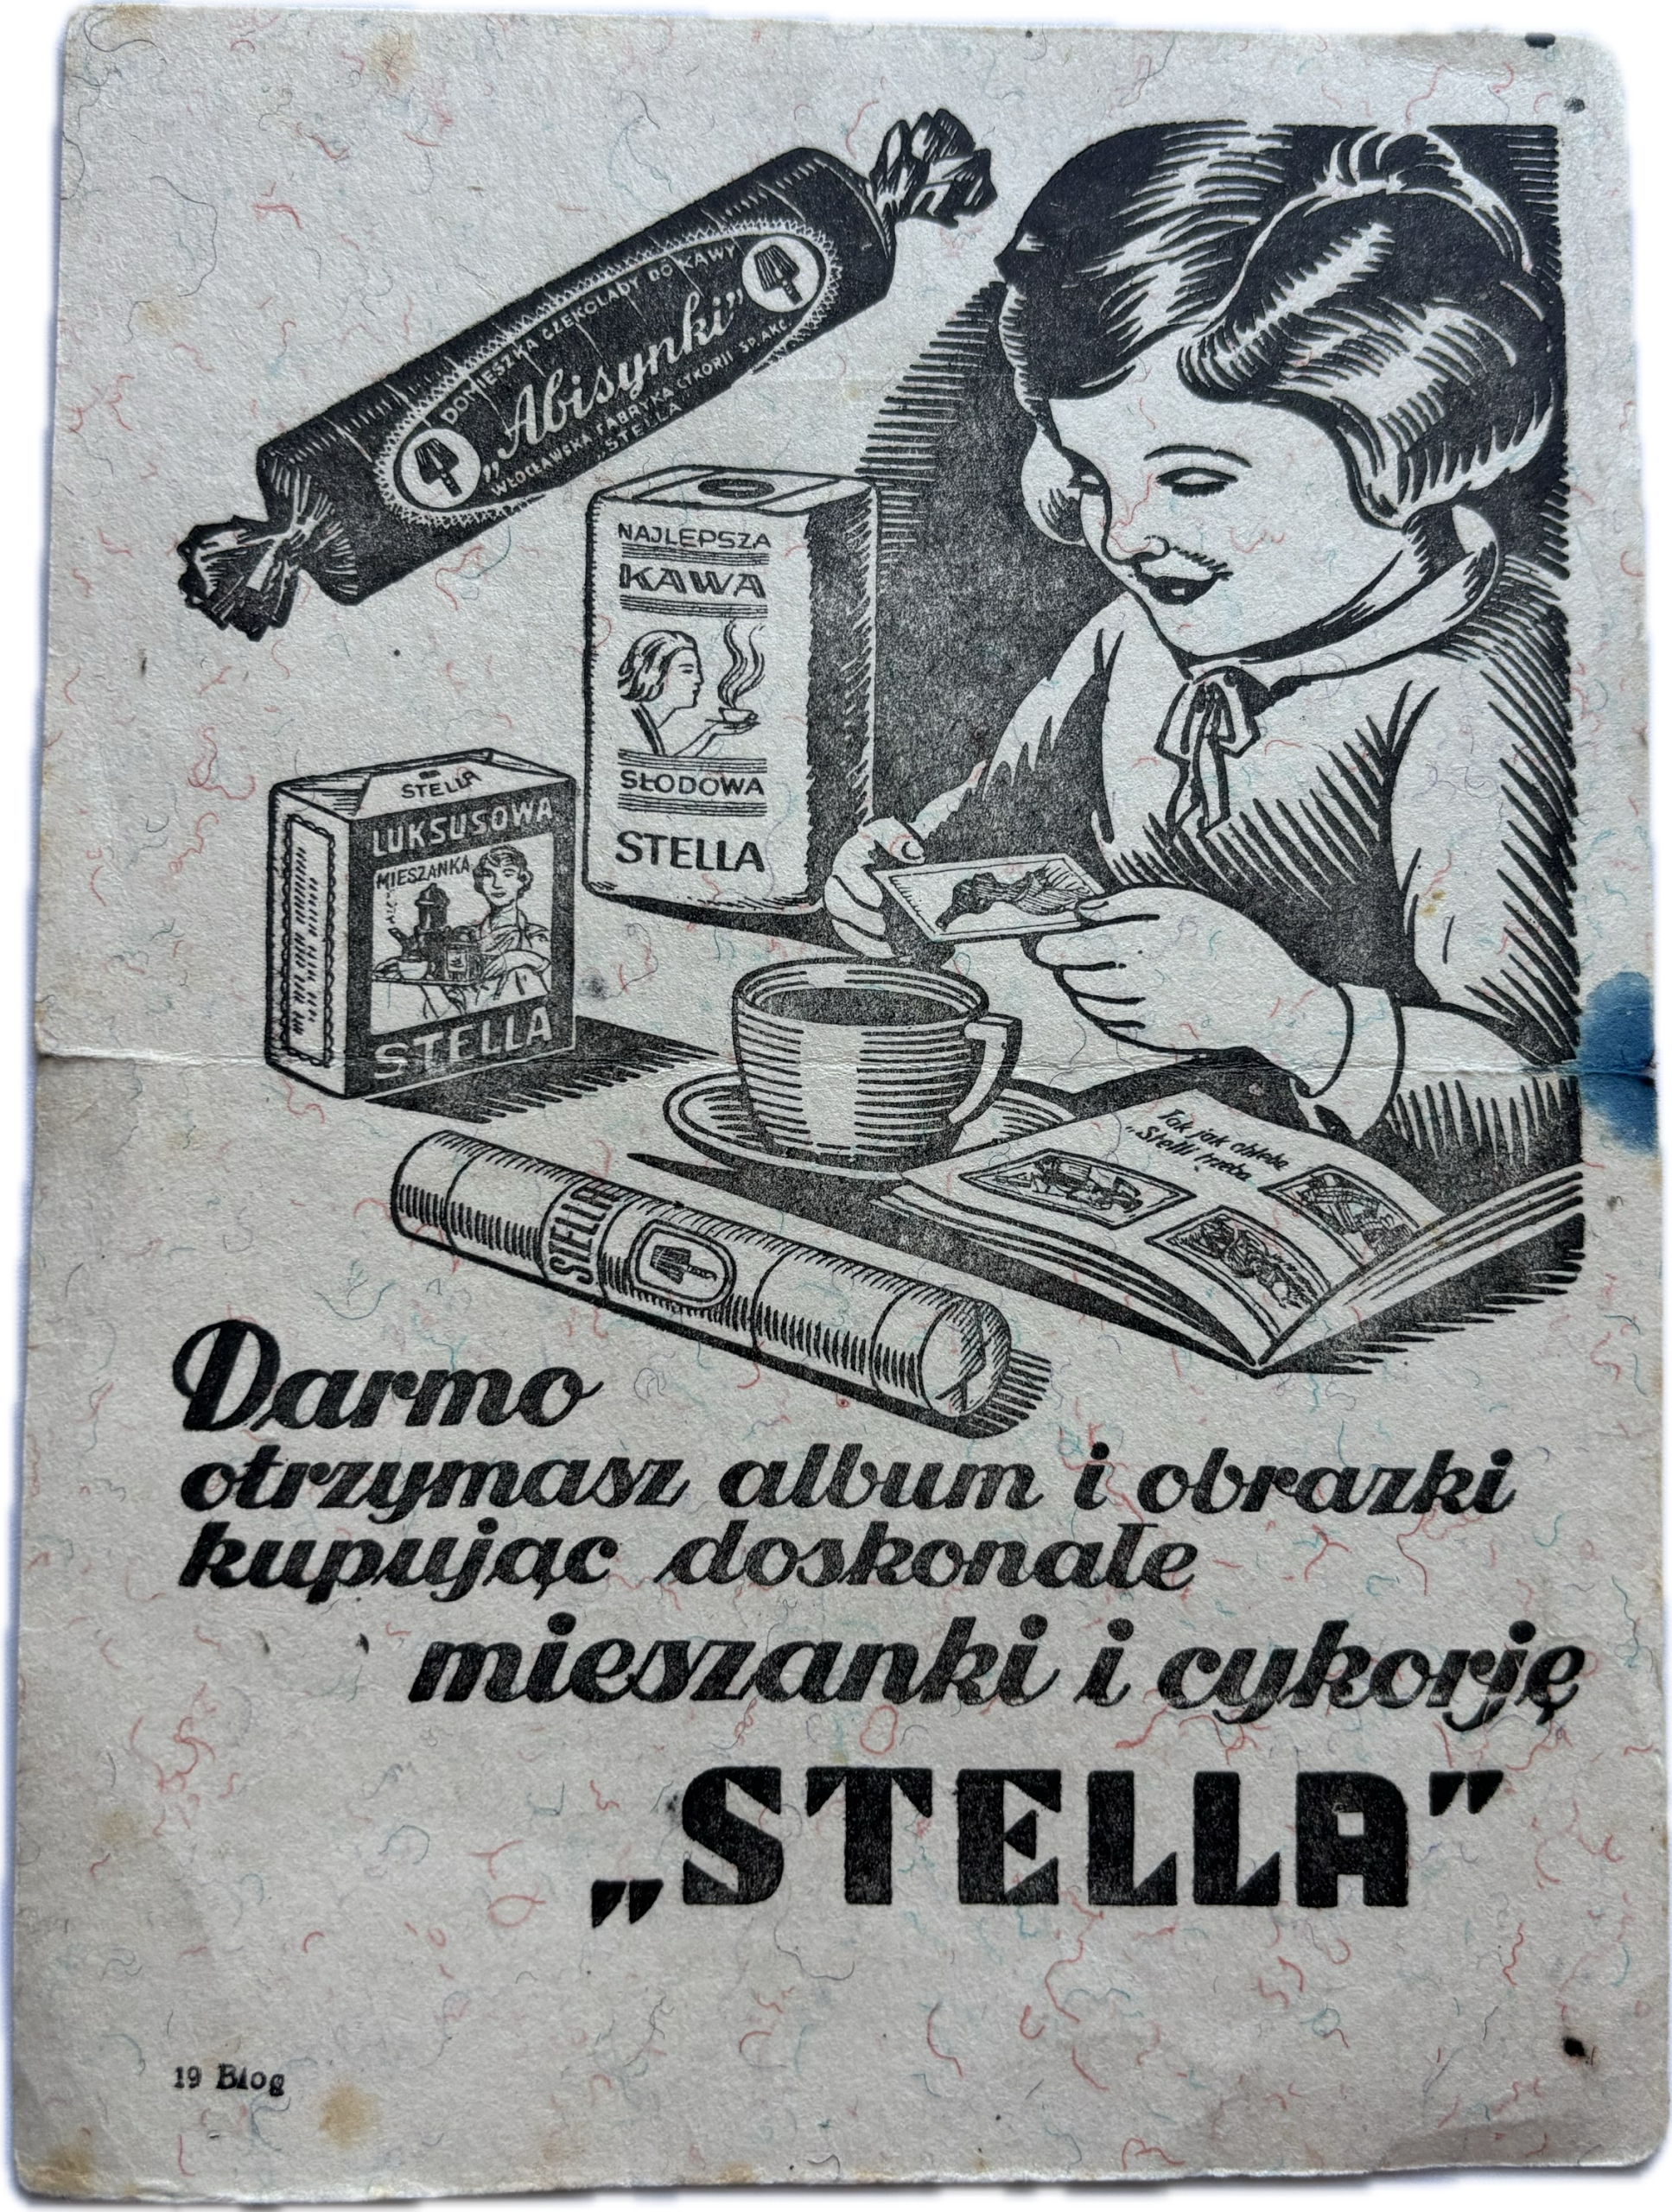 DOMIESZKA CZEKOLADY DO KAWY
„Abisynki”
WŁOCŁAWSKA FABRYKA CYKORII SP. AKC.
„STELLA”
NAJLEPSZA
KAWA
SŁODOWA
STELLA
STELLA
LUKSUSOWA
MIESZANKA
STELLA
STELLA
Tak jak chleba
„Stelli trzeba
Darmo
otrzymasz album i obrazki
kupując doskonałe
mieszanki i cykorję
„STELLA”
19 Blog